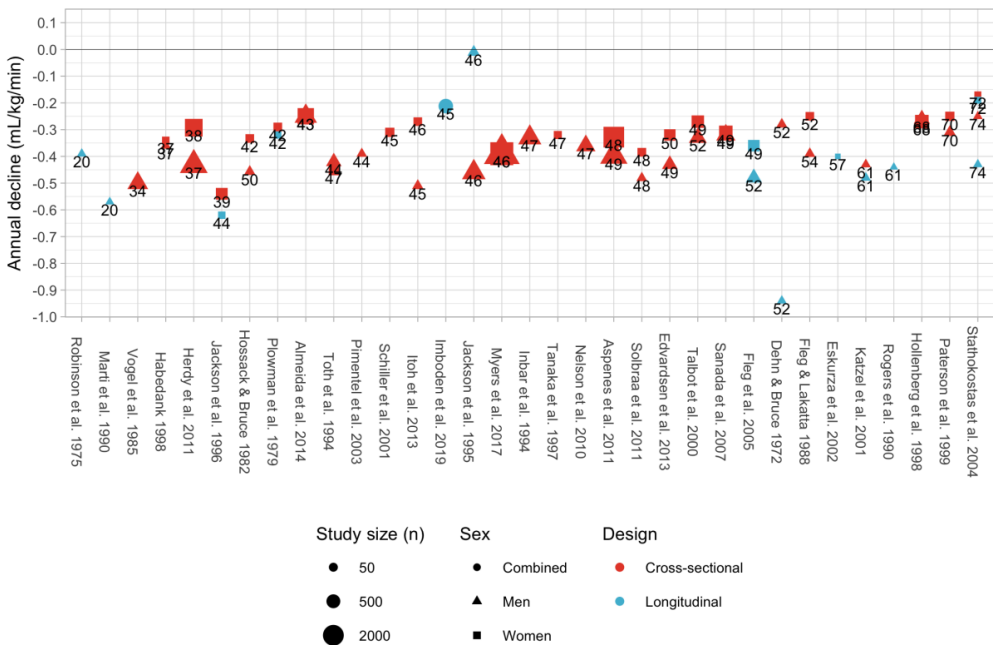 Annual decline (mL/kg/min)
0.1
0.0
-0.1
-0.2
-0.3
-0.4
-0.5
-0.6
-0.7
-0.8
-0.9
-1.0
20
20
34
37
37
38
37
39
44
42
50
42
42
43
44
47
44
45
46
45
45
46
46
46
47
47
47
48
49
48
48
50
49
49
52
49
49
49
52
52
52
52
54
57
61
61
61
68
70
70
72
72
74
74
Robinson et al. 1975
Marti et al. 1990
Vogel et al. 1985
Habedank 1998
Herdy et al. 2011
Jackson et al. 1996
Hossack & Bruce 1982
Plowman et al. 1979
Almeida et al. 2014
Toth et al. 1994
Pimentel et al. 2003
Schiller et al. 2001
Itoh et al. 2013
Imboden et al. 2019
Jackson et al. 1995
Myers et al. 2017
Inbar et al. 1994
Tanaka et al. 1997
Nelson et al. 2010
Aspenes et al. 2011
Solbraa et al. 2011
Edvardsen et al. 2013
Talbot et al. 2000
Sanada et al. 2007
Fleg et al. 2005
Dehn & Bruce 1972
Fleg & Lakatta 1988
Eskurza et al. 2002
Katzel et al. 2001
Rogers et al. 1990
Hollenberg et al. 1998
Paterson et al. 1999
Stathokostas et al. 2004
Study size (n)
50
500
2000
Sex
Combined
Men
Women
Design
Cross-sectional
Longitudinal